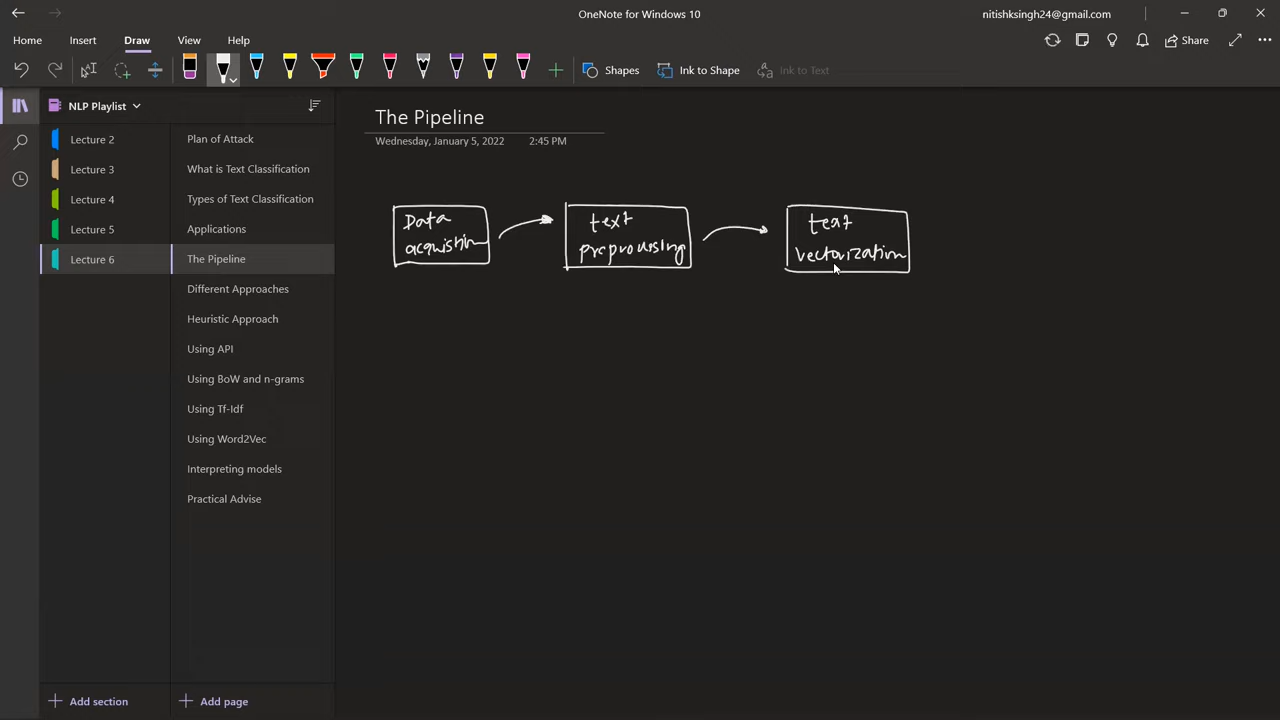 OneNote for Windows 10
nitishksingh24@gmail.com
Home
Insert
Draw
View
Help
Share
Shapes
Ink to Shape
Ink to Text
NLP Playlist
Lecture 2
Lecture 3
Lecture 4
Lecture 5
Lecture 6
Plan of Attack
What is Text Classification
Types of Text Classification
Applications
The Pipeline
Different Approaches
Heuristic Approach
Using API
Using BoW and n-grams
Using Tf-Idf
Using Word2Vec
Interpreting models
Practical Advise
Add section
Add page
The Pipeline
Wednesday, January 5, 2022 2:45 PM
Data
acquisition
text
preprocessing
text
vectorization